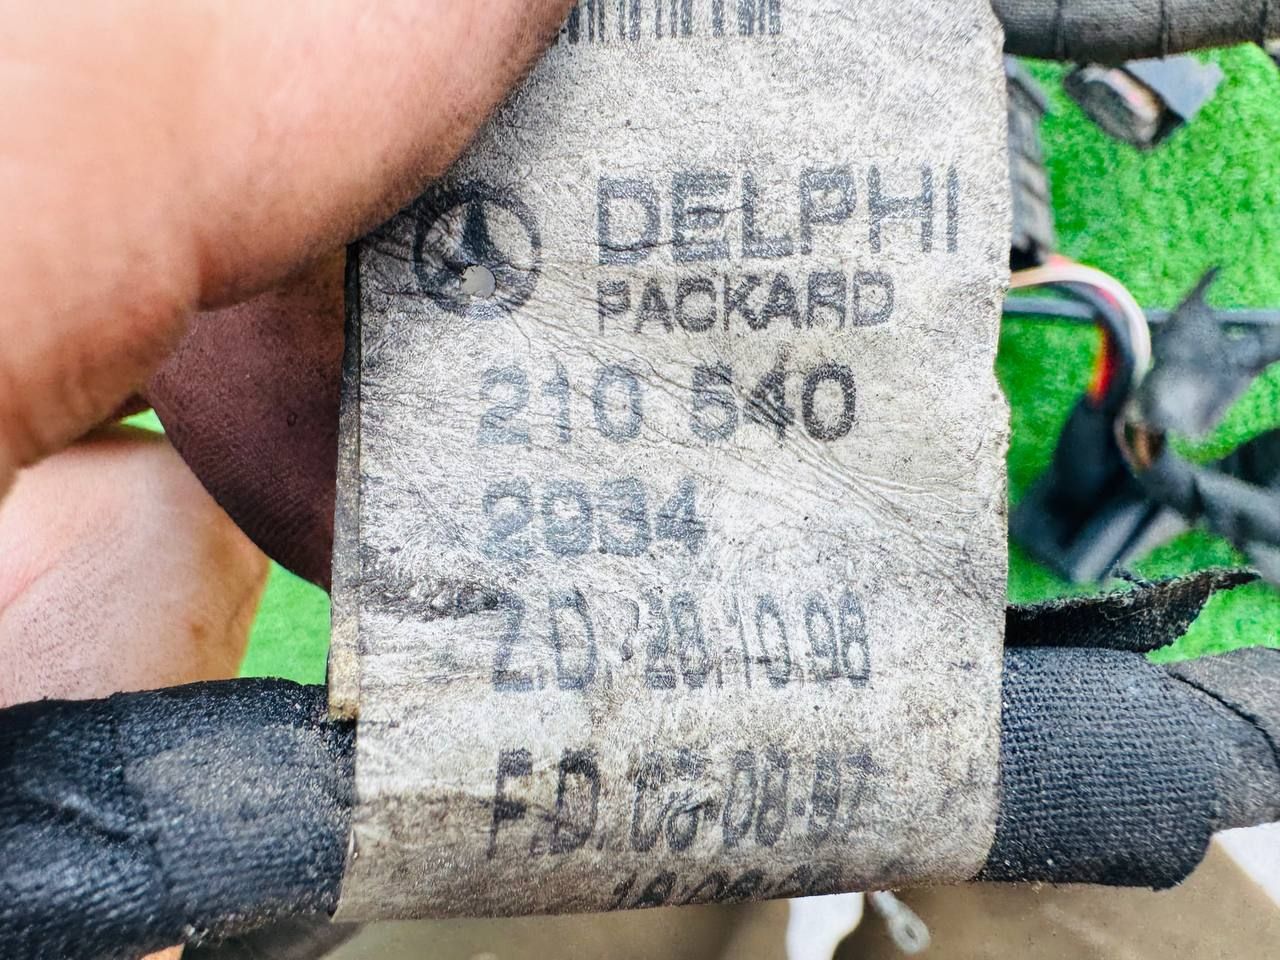 DELPHI
PACKARD
210 540
2934
Z.D. 28.10.98
F.D.